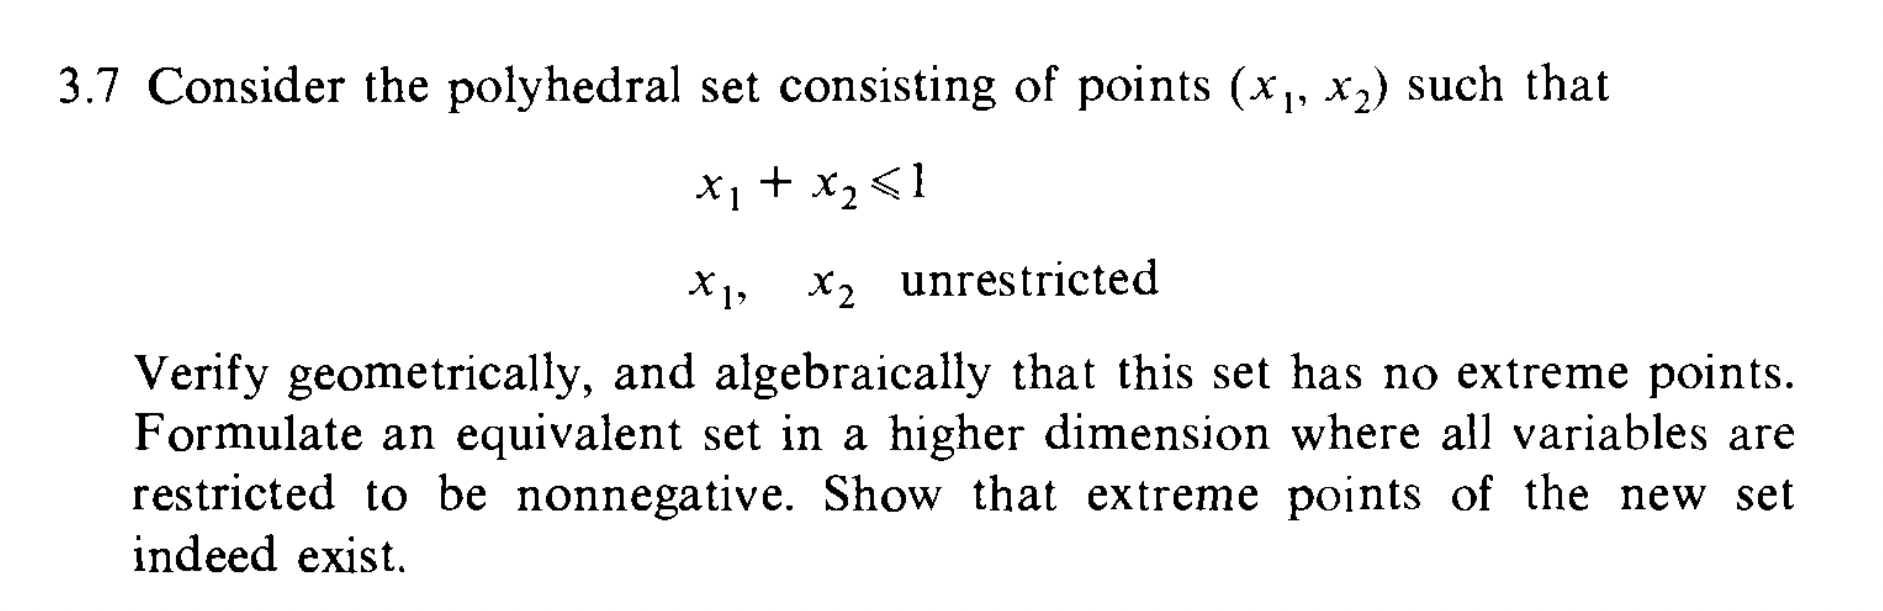 3.7 Consider the polyhedral set consisting of points (x₁, x₂) such that
x₁ + x₂ ⩽ 1
x₁, x₂ unrestricted
Verify geometrically, and algebraically that this set has no extreme points.
Formulate an equivalent set in a higher dimension where all variables are
restricted to be nonnegative. Show that extreme points of the new set
indeed exist.